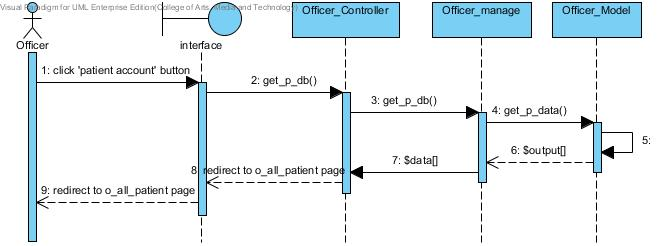 Visual Paradigm for UML Enterprise Edition(College of Arts, Media and Technology)
Officer_Controller
Officer_manage
Officer_Model
Officer
interface
1: click 'patient account' button
2: get_p_db()
3: get_p_db()
4: get_p_data()
5:
6: $output[]
7: $data[]
8 redirect to o_all_patient page
9: redirect to o_all_patient page